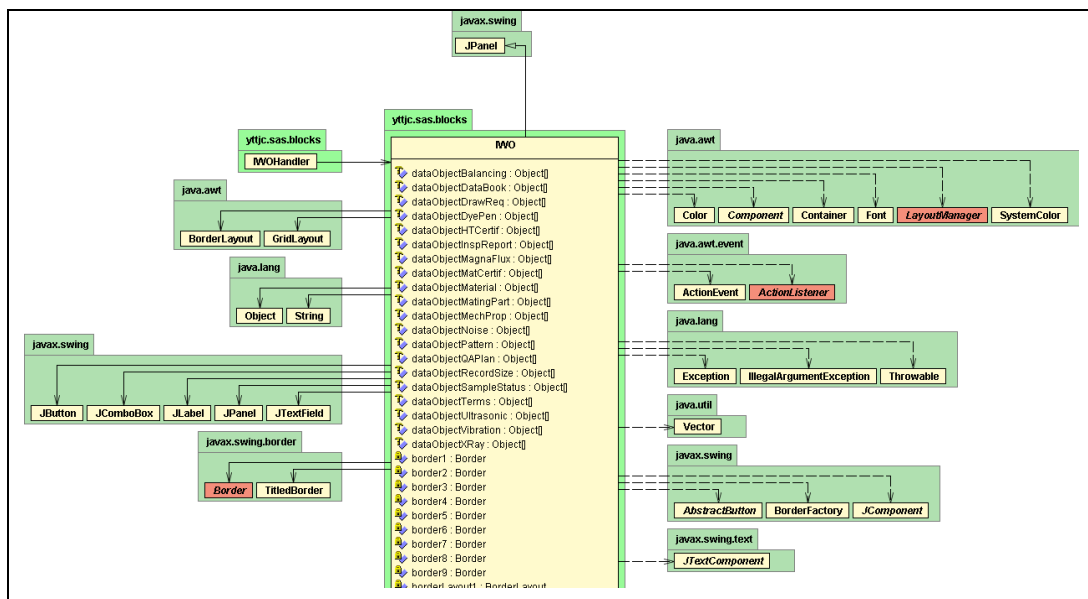 javax.swing
JPanel
yttjc.sas.blocks
IWOHandler
java.awt
BorderLayout GridLayout
java.lang
Object String
javax.swing
JButton JComboBox JLabel JPanel JTextField
javax.swing.border
Border TitledBorder
yttjc.sas.blocks
IWO
dataObjectBalancing : Object[]
dataObjectDataBook : Object[]
dataObjectDrawReq : Object[]
dataObjectDyePen : Object[]
dataObjectHTCertif : Object[]
dataObjectInspReport : Object[]
dataObjectMagnaFlux : Object[]
dataObjectMatCertif : Object[]
dataObjectMaterial : Object[]
dataObjectMatingPart : Object[]
dataObjectMechProp : Object[]
dataObjectNoise : Object[]
dataObjectPattern : Object[]
dataObjectQAPlan : Object[]
dataObjectRecordSize : Object[]
dataObjectSampleStatus : Object[]
dataObjectTerms : Object[]
dataObjectUltrasonic : Object[]
dataObjectVibration : Object[]
dataObjectXRay : Object[]
border1 : Border
border2 : Border
border3 : Border
border4 : Border
border5 : Border
border6 : Border
border7 : Border
border8 : Border
border9 : Border
borderLayout1 : BorderLayout
java.awt
Color Component Container Font LayoutManager SystemColor
java.awt.event
ActionEvent ActionListener
java.lang
Exception IllegalArgumentException Throwable
java.util
Vector
javax.swing
AbstractButton BorderFactory JComponent
javax.swing.text
JTextComponent